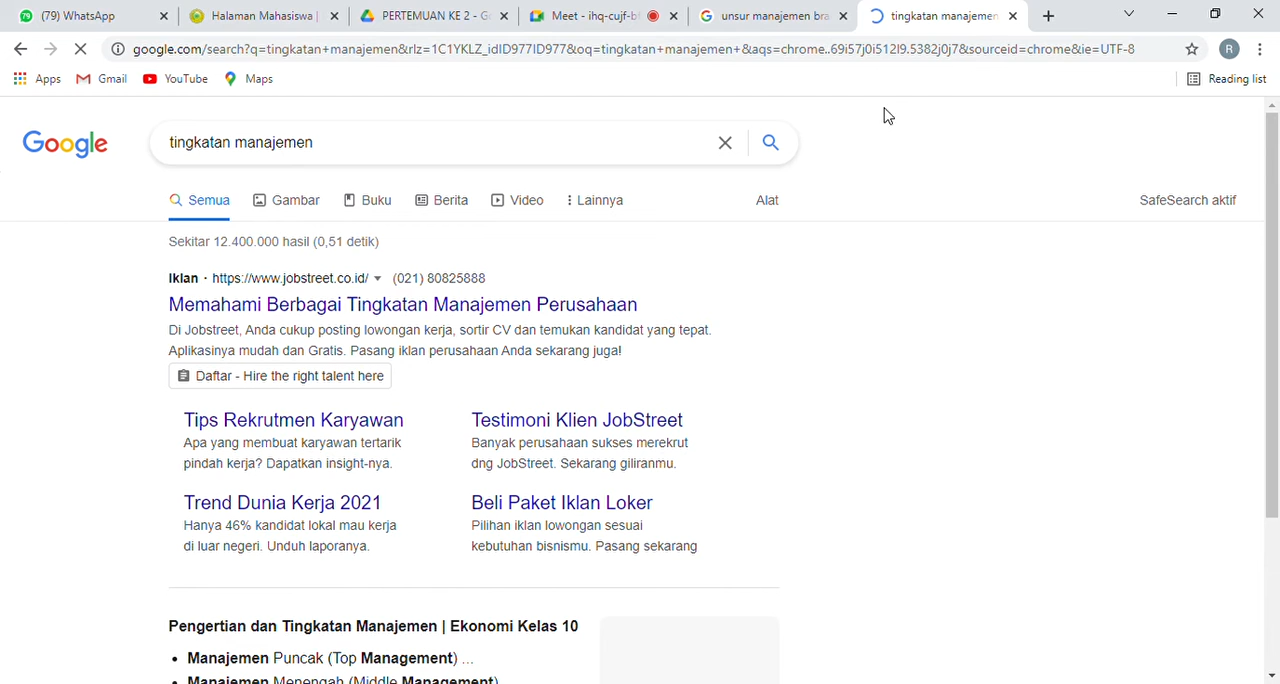 (79) WhatsApp
Halaman Mahasiswa |
PERTEMUAN KE 2 - G
Meet - ihq-cujf-b
unsur manajemen bra
tingkatan manajemen
google.com/search?q=tingkatan+manajemen&rlz=1C1YKLZ_idID977ID977&oq=tingkatan+manajemen+&aqs=chrome..69i57j0i512l9.5382j0j7&sourceid=chrome&ie=UTF-8
R
Apps
Gmail
YouTube
Maps
Reading list
Google
tingkatan manajemen
Semua
Gambar
Buku
Berita
Video
Lainnya
Alat
SafeSearch aktif
Sekitar 12.400.000 hasil (0,51 detik)
Iklan · https://www.jobstreet.co.id/ (021) 80825888
Memahami Berbagai Tingkatan Manajemen Perusahaan
Di Jobstreet, Anda cukup posting lowongan kerja, sortir CV dan temukan kandidat yang tepat.
Aplikasinya mudah dan Gratis. Pasang iklan perusahaan Anda sekarang juga!
Daftar - Hire the right talent here
Tips Rekrutmen Karyawan
Apa yang membuat karyawan tertarik
pindah kerja? Dapatkan insight-nya.
Testimoni Klien JobStreet
Banyak perusahaan sukses merekrut
dng JobStreet. Sekarang giliranmu.
Trend Dunia Kerja 2021
Hanya 46% kandidat lokal mau kerja
di luar negeri. Unduh laporanya.
Beli Paket Iklan Loker
Pilihan iklan lowongan sesuai
kebutuhan bisnismu. Pasang sekarang
Pengertian dan Tingkatan Manajemen | Ekonomi Kelas 10
• Manajemen Puncak (Top Management) ...
• Manajemen Menengah (Middle Management)